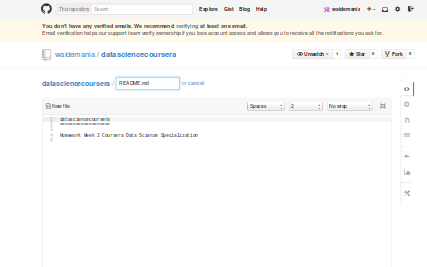 This repository Search Explore Gist Blog Help waldemania
You don't have any verified emails. We recommend verifying at least one email.
Email verification helps our support team verify ownership if you lose account access and allows you to receive all the notifications you ask for.
waldemania / datasciencecoursera Unwatch 1 Star 0 Fork 0
datasciencecoursera / README.md or cancel
New file Spaces 2 No wrap
1 datasciencecoursera
2 ===================
3
4 Homework Week 2 Coursera Data Science Specialization
5